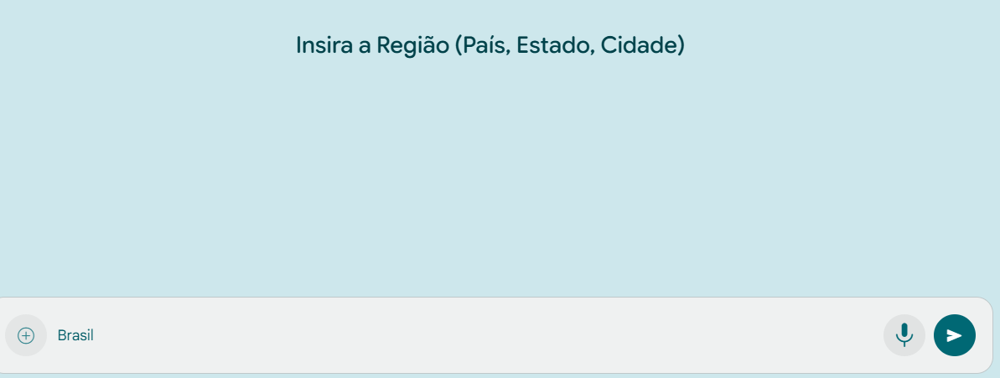 Insira a Região (País, Estado, Cidade)
Brasil